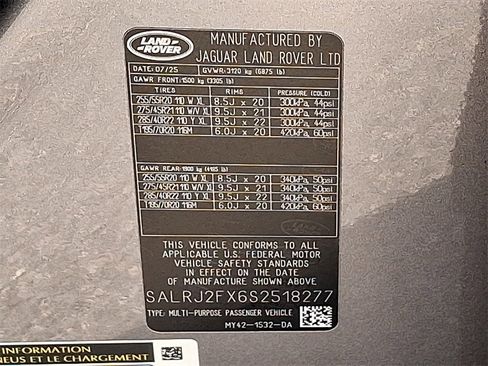 LAND
ROVER
MANUFACTURED BY
JAGUAR LAND ROVER LTD
DATE: 07/25 GVWR: 3120 kg (6875 lb)
GAWR FRONT: 1500 kg (3305 lb)
TIRES RIMS PRESSURE (COLD)
255/55R20 110 W XL 8.5J × 20 300kPa, 44psi
275/45R21 110 W/V XL 9.5J × 21 300kPa, 44psi
285/40R22 110 Y XL 9.5J × 22 300kPa, 44psi
T195/70R20 116M 6.0J × 20 420kPa, 60psi
GAWR REAR: 1900 kg (4185 lb)
255/55R20 110 W XL 8.5J × 20 340kPa, 50psi
275/45R21 110 W/V XL 9.5J × 21 340kPa, 50psi
285/40R22 110 Y XL 9.5J × 22 340kPa, 50psi
T195/70R20 116M 6.0J × 20 420kPa, 60psi
LAND
ROVER
THIS VEHICLE CONFORMS TO ALL
APPLICABLE U.S. FEDERAL MOTOR
VEHICLE SAFETY STANDARDS
IN EFFECT ON THE DATE OF
MANUFACTURE SHOWN ABOVE.
SALRJ2FX6S2518277
TYPE: MULTI-PURPOSE PASSENGER VEHICLE
MY42-1532-DA
INFORMATION
NEUS ET LE CHARGEMENT